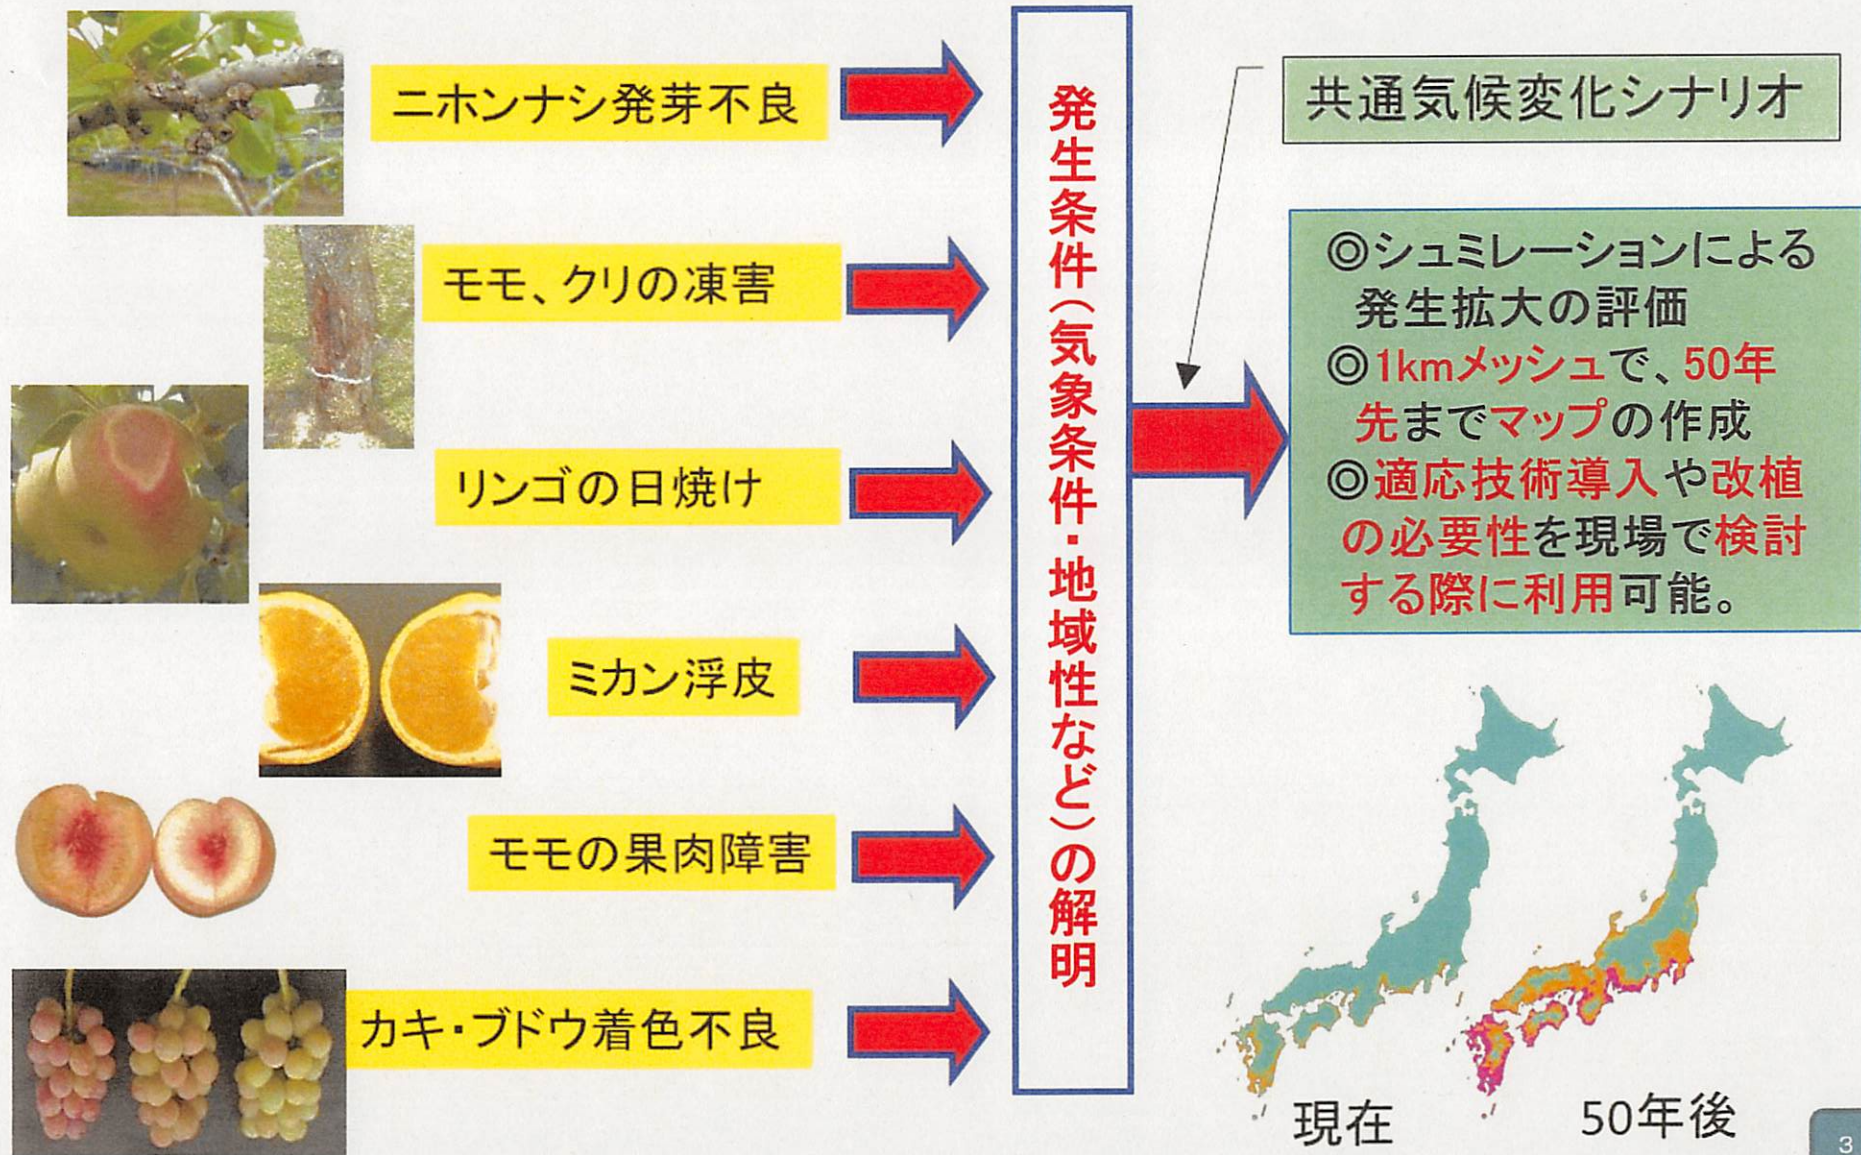 ニホンナシ発芽不良
モモ、クリの凍害
リンゴの日焼け
ミカン浮皮
モモの果肉障害
カキ・ブドウ着色不良
発生条件（気象条件・地域性など）の解明
共通気候変化シナリオ
◎シュミレーションによる
発生拡大の評価
◎1kmメッシュで、50年
先までマップの作成
◎適応技術導入や改植
の必要性を現場で検討
する際に利用可能。
現在
50年後
3